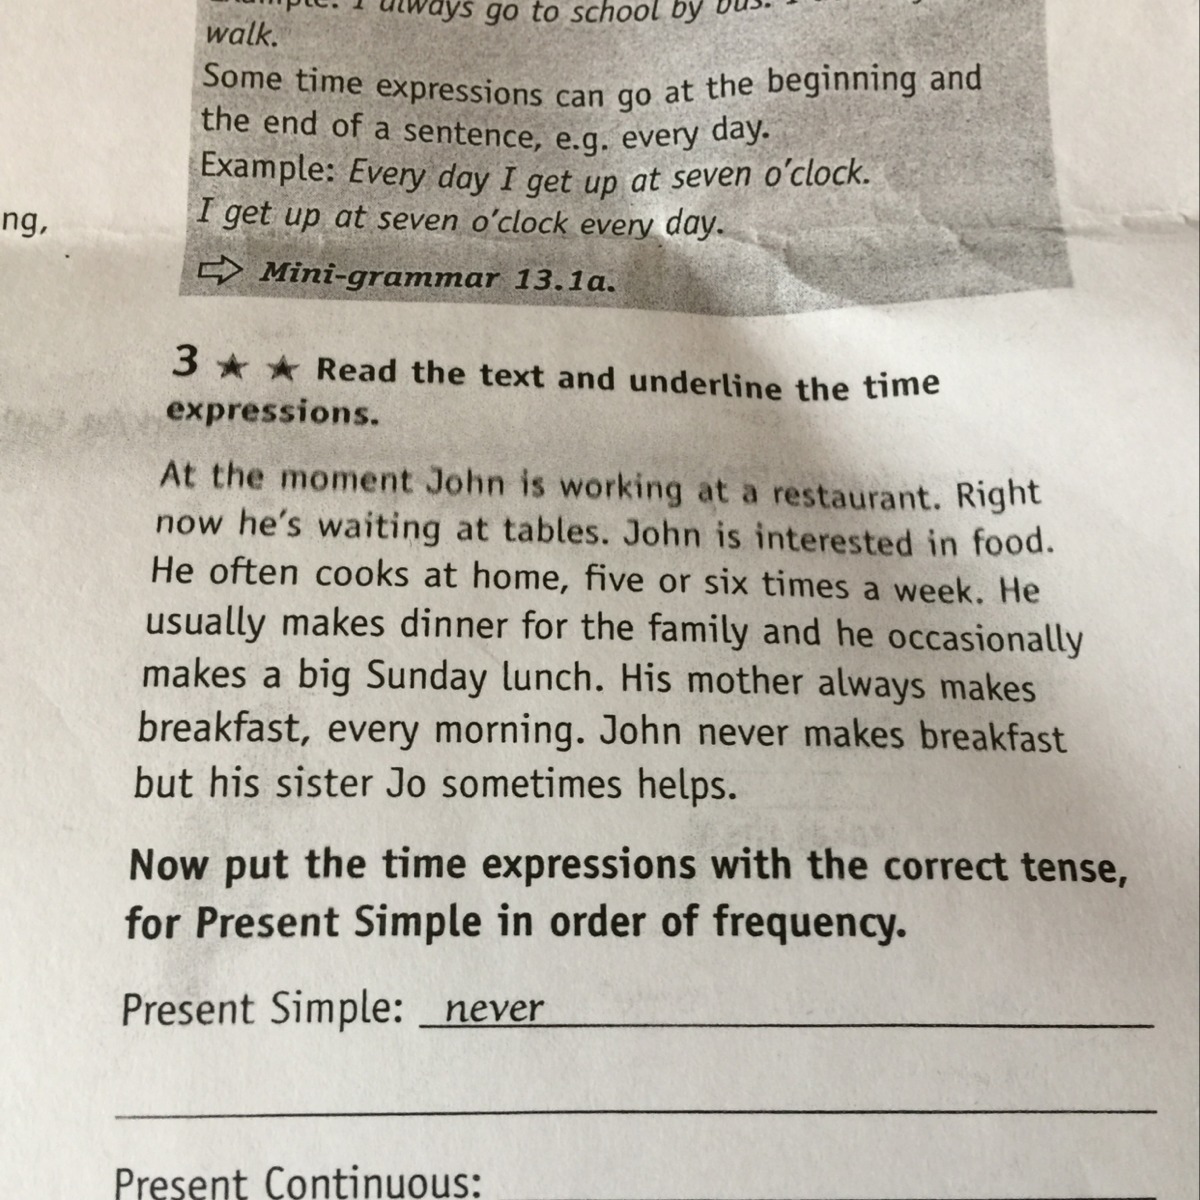 I always go to school by bus. I
walk.
Some time expressions can go at the beginning and
the end of a sentence, e.g. every day.
Example: Every day I get up at seven o'clock.
I get up at seven o'clock every day.
ng,
Mini-grammar 13.1a.
3 ★ ★ Read the text and underline the time
expressions.
At the moment John is working at a restaurant. Right
now he's waiting at tables. John is interested in food.
He often cooks at home, five or six times a week. He
usually makes dinner for the family and he occasionally
makes a big Sunday lunch. His mother always makes
breakfast, every morning. John never makes breakfast
but his sister Jo sometimes helps.
Now put the time expressions with the correct tense,
for Present Simple in order of frequency.
Present Simple: never
Present Continuous: